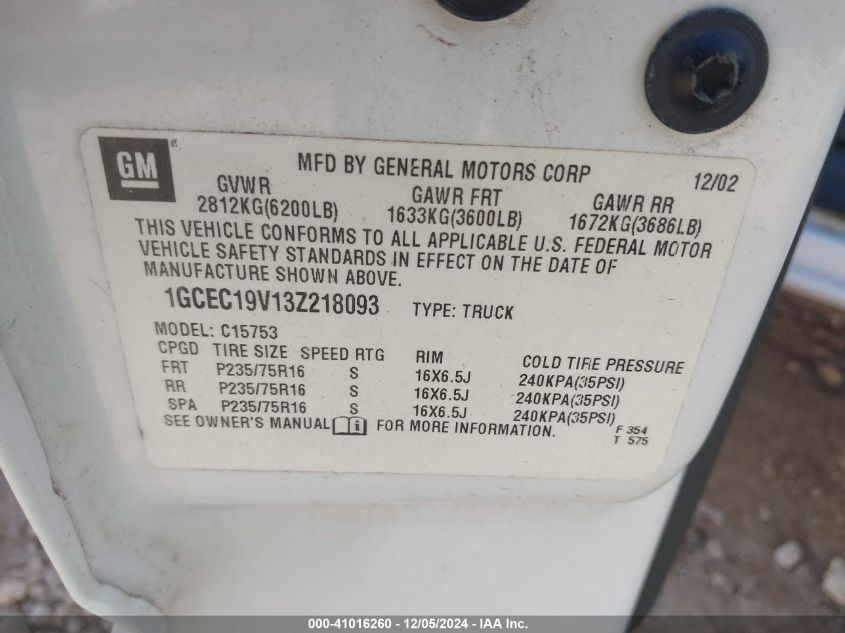 GM ®
MFD BY GENERAL MOTORS CORP 12/02
GVWR GAWR FRT GAWR RR
2812KG(6200LB) 1633KG(3600LB) 1672KG(3686LB)
THIS VEHICLE CONFORMS TO ALL APPLICABLE U.S. FEDERAL MOTOR
VEHICLE SAFETY STANDARDS IN EFFECT ON THE DATE OF
MANUFACTURE SHOWN ABOVE.
1GCEC19V13Z218093 TYPE: TRUCK
MODEL: C15753
CPGD TIRE SIZE SPEED RTG RIM COLD TIRE PRESSURE
FRT P235/75R16 S 16X6.5J 240KPA(35PSI)
RR P235/75R16 S 16X6.5J 240KPA(35PSI)
SPA P235/75R16 S 16X6.5J 240KPA(35PSI)
SEE OWNER'S MANUAL i FOR MORE INFORMATION. F 354
T 575
000-41016260 - 12/05/2024 - IAA Inc.